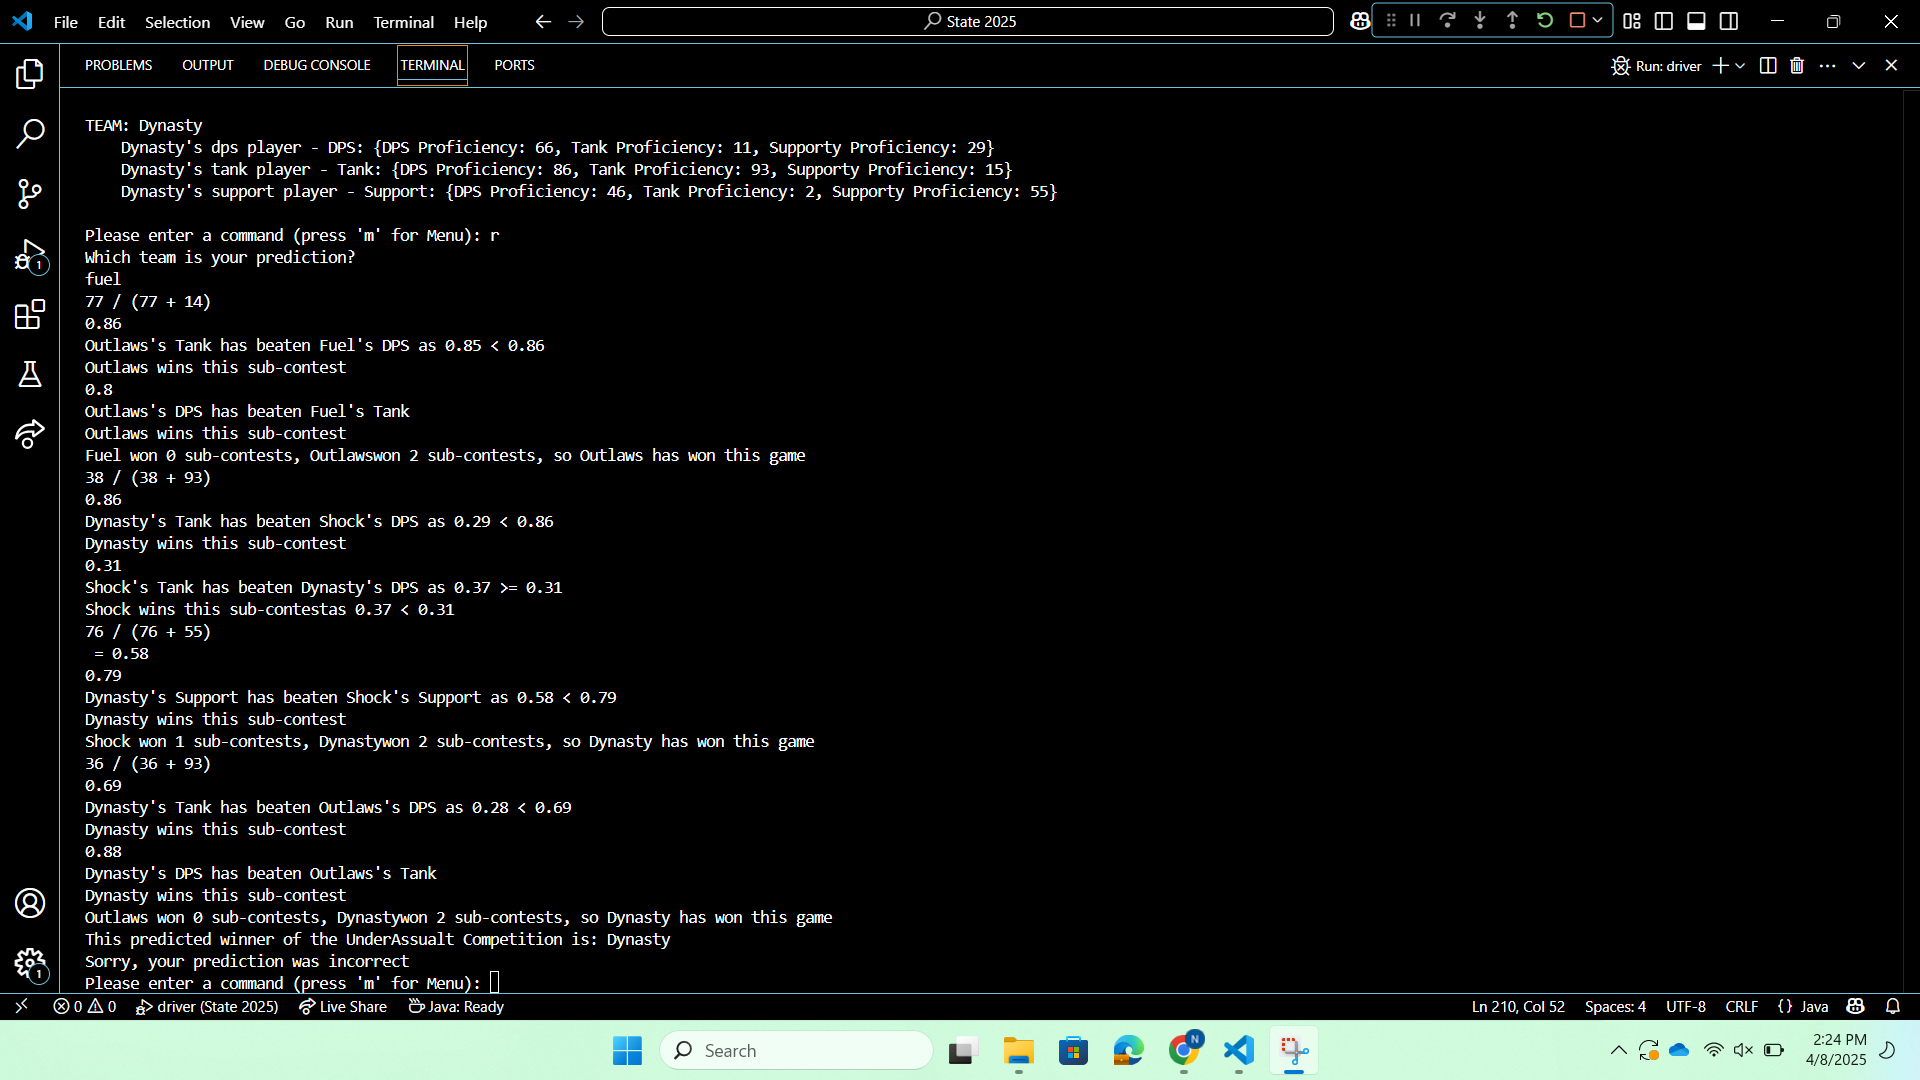 File Edit Selection View Go Run Terminal Help State 2025
PROBLEMS OUTPUT DEBUG CONSOLE TERMINAL PORTS Run: driver
TEAM: Dynasty
Dynasty's dps player - DPS: {DPS Proficiency: 66, Tank Proficiency: 11, Supporty Proficiency: 29}
Dynasty's tank player - Tank: {DPS Proficiency: 86, Tank Proficiency: 93, Supporty Proficiency: 15}
Dynasty's support player - Support: {DPS Proficiency: 46, Tank Proficiency: 2, Supporty Proficiency: 55}
Please enter a command (press 'm' for Menu): r
Which team is your prediction?
fuel
77 / (77 + 14)
0.86
Outlaws's Tank has beaten Fuel's DPS as 0.85 < 0.86
Outlaws wins this sub-contest
0.8
Outlaws's DPS has beaten Fuel's Tank
Outlaws wins this sub-contest
Fuel won 0 sub-contests, Outlawswon 2 sub-contests, so Outlaws has won this game
38 / (38 + 93)
0.86
Dynasty's Tank has beaten Shock's DPS as 0.29 < 0.86
Dynasty wins this sub-contest
0.31
Shock's Tank has beaten Dynasty's DPS as 0.37 >= 0.31
Shock wins this sub-contestas 0.37 < 0.31
76 / (76 + 55)
= 0.58
0.79
Dynasty's Support has beaten Shock's Support as 0.58 < 0.79
Dynasty wins this sub-contest
Shock won 1 sub-contests, Dynastywon 2 sub-contests, so Dynasty has won this game
36 / (36 + 93)
0.69
Dynasty's Tank has beaten Outlaws's DPS as 0.28 < 0.69
Dynasty wins this sub-contest
0.88
Dynasty's DPS has beaten Outlaws's Tank
Dynasty wins this sub-contest
Outlaws won 0 sub-contests, Dynastywon 2 sub-contests, so Dynasty has won this game
This predicted winner of the UnderAssualt Competition is: Dynasty
Sorry, your prediction was incorrect
Please enter a command (press 'm' for Menu):
1
1
0 0 driver (State 2025) Live Share Java: Ready Ln 210, Col 52 Spaces: 4 UTF-8 CRLF {} Java
Search
N
2:24 PM
4/8/2025